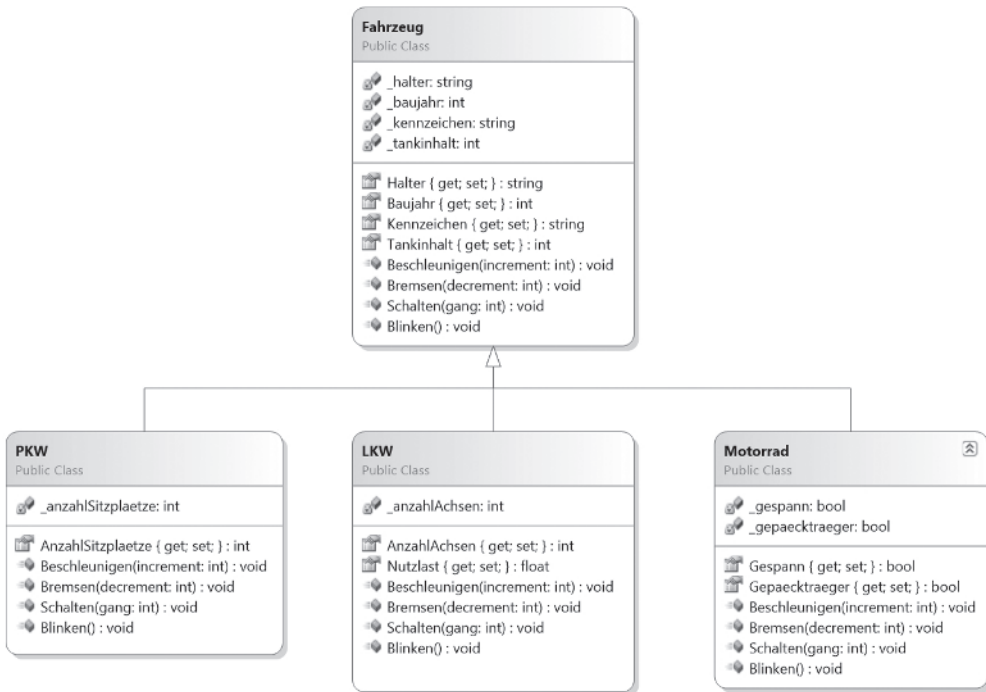 Fahrzeug
Public Class
_halter: string
_baujahr: int
_kennzeichen: string
_tankinhalt: int
Halter { get; set; } : string
Baujahr { get; set; } : int
Kennzeichen { get; set; } : string
Tankinhalt { get; set; } : int
Beschleunigen(increment: int) : void
Bremsen(decrement: int) : void
Schalten(gang: int) : void
Blinken() : void
PKW
Public Class
_anzahlSitzplaetze: int
AnzahlSitzplaetze { get; set; } : int
Beschleunigen(increment: int) : void
Bremsen(decrement: int) : void
Schalten(gang: int) : void
Blinken() : void
LKW
Public Class
_anzahlAchsen: int
AnzahlAchsen { get; set; } : int
Nutzlast { get; set; } : float
Beschleunigen(increment: int) : void
Bremsen(decrement: int) : void
Schalten(gang: int) : void
Blinken() : void
Motorrad
Public Class
_gespann: bool
_gepaecktraeger: bool
Gespann { get; set; } : bool
Gepaecktraeger { get; set; } : bool
Beschleunigen(increment: int) : void
Bremsen(decrement: int) : void
Schalten(gang: int) : void
Blinken() : void